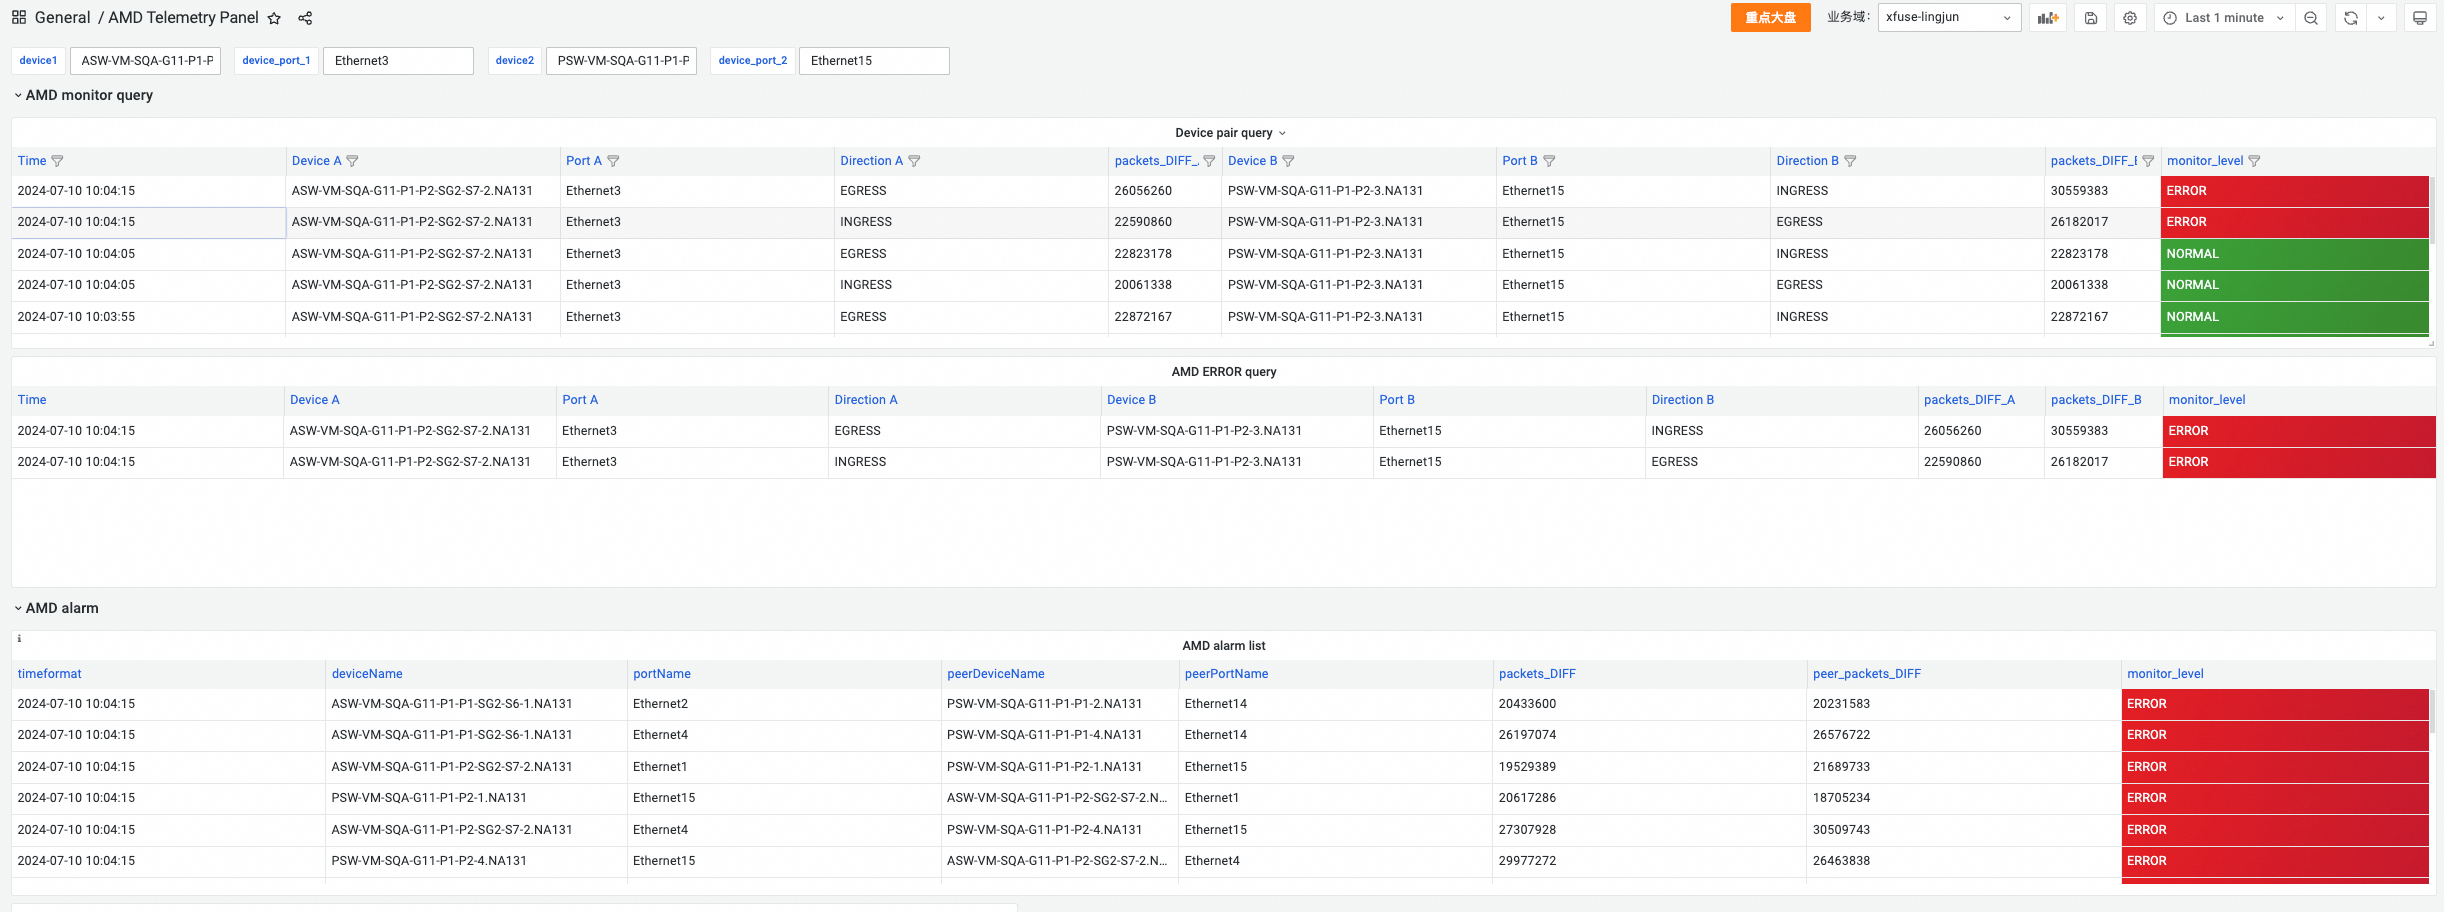 General / AMD Telemetry Panel 重点大盘 业务域: xfuse-lingjun Last 1 minute
device1 ASW-VM-SQA-G11-P1-P device_port_1 Ethernet3 device2 PSW-VM-SQA-G11-P1-P device_port_2 Ethernet15
AMD monitor query
Device pair query
Time Device A Port A Direction A packets_DIFF_ Device B Port B Direction B packets_DIFF_E monitor_level
2024-07-10 10:04:15 ASW-VM-SQA-G11-P1-P2-SG2-S7-2.NA131 Ethernet3 EGRESS 26056260 PSW-VM-SQA-G11-P1-P2-3.NA131 Ethernet15 INGRESS 30559383 ERROR
2024-07-10 10:04:15 ASW-VM-SQA-G11-P1-P2-SG2-S7-2.NA131 Ethernet3 INGRESS 22590860 PSW-VM-SQA-G11-P1-P2-3.NA131 Ethernet15 EGRESS 26182017 ERROR
2024-07-10 10:04:05 ASW-VM-SQA-G11-P1-P2-SG2-S7-2.NA131 Ethernet3 EGRESS 22823178 PSW-VM-SQA-G11-P1-P2-3.NA131 Ethernet15 INGRESS 22823178 NORMAL
2024-07-10 10:04:05 ASW-VM-SQA-G11-P1-P2-SG2-S7-2.NA131 Ethernet3 INGRESS 20061338 PSW-VM-SQA-G11-P1-P2-3.NA131 Ethernet15 EGRESS 20061338 NORMAL
2024-07-10 10:03:55 ASW-VM-SQA-G11-P1-P2-SG2-S7-2.NA131 Ethernet3 EGRESS 22872167 PSW-VM-SQA-G11-P1-P2-3.NA131 Ethernet15 INGRESS 22872167 NORMAL
AMD ERROR query
Time Device A Port A Direction A Device B Port B Direction B packets_DIFF_A packets_DIFF_B monitor_level
2024-07-10 10:04:15 ASW-VM-SQA-G11-P1-P2-SG2-S7-2.NA131 Ethernet3 EGRESS PSW-VM-SQA-G11-P1-P2-3.NA131 Ethernet15 INGRESS 26056260 30559383 ERROR
2024-07-10 10:04:15 ASW-VM-SQA-G11-P1-P2-SG2-S7-2.NA131 Ethernet3 INGRESS PSW-VM-SQA-G11-P1-P2-3.NA131 Ethernet15 EGRESS 22590860 26182017 ERROR
AMD alarm
i
AMD alarm list
timeformat deviceName portName peerDeviceName peerPortName packets_DIFF peer_packets_DIFF monitor_level
2024-07-10 10:04:15 ASW-VM-SQA-G11-P1-P1-SG2-S6-1.NA131 Ethernet2 PSW-VM-SQA-G11-P1-P1-2.NA131 Ethernet14 20433600 20231583 ERROR
2024-07-10 10:04:15 ASW-VM-SQA-G11-P1-P1-SG2-S6-1.NA131 Ethernet4 PSW-VM-SQA-G11-P1-P1-4.NA131 Ethernet14 26197074 26576722 ERROR
2024-07-10 10:04:15 ASW-VM-SQA-G11-P1-P2-SG2-S7-2.NA131 Ethernet1 PSW-VM-SQA-G11-P1-P2-1.NA131 Ethernet15 19529389 21689733 ERROR
2024-07-10 10:04:15 PSW-VM-SQA-G11-P1-P2-1.NA131 Ethernet15 ASW-VM-SQA-G11-P1-P2-SG2-S7-2.N... Ethernet1 20617286 18705234 ERROR
2024-07-10 10:04:15 ASW-VM-SQA-G11-P1-P2-SG2-S7-2.NA131 Ethernet4 PSW-VM-SQA-G11-P1-P2-4.NA131 Ethernet15 27307928 30509743 ERROR
2024-07-10 10:04:15 PSW-VM-SQA-G11-P1-P2-4.NA131 Ethernet15 ASW-VM-SQA-G11-P1-P2-SG2-S7-2.N... Ethernet4 29977272 26463838 ERROR